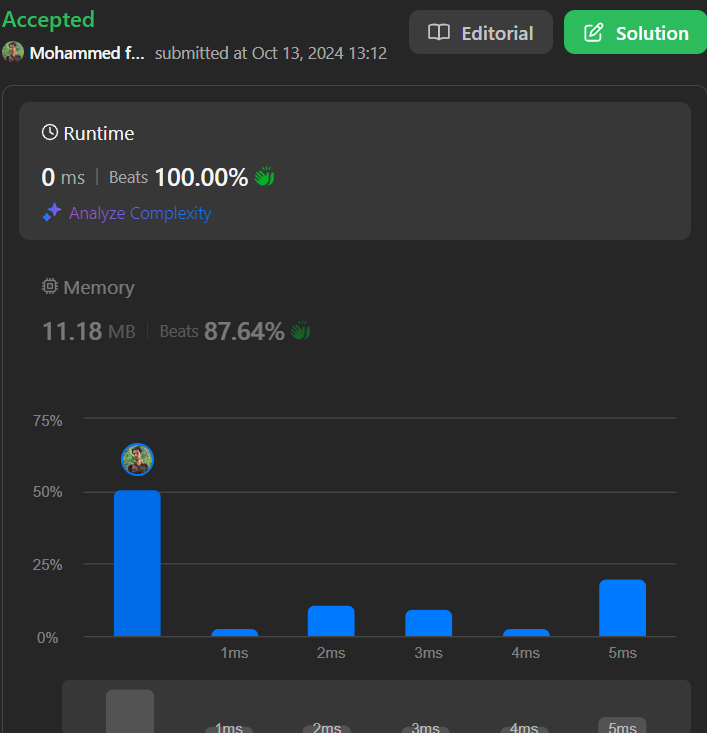 Accepted
Editorial
Solution
Mohammed f... submitted at Oct 13, 2024 13:12
Runtime
0 ms | Beats 100.00%
Analyze Complexity
Memory
11.18 MB | Beats 87.64%
75%
50%
25%
0%
1ms 2ms 3ms 4ms 5ms
1ms 2ms 3ms 4ms 5ms